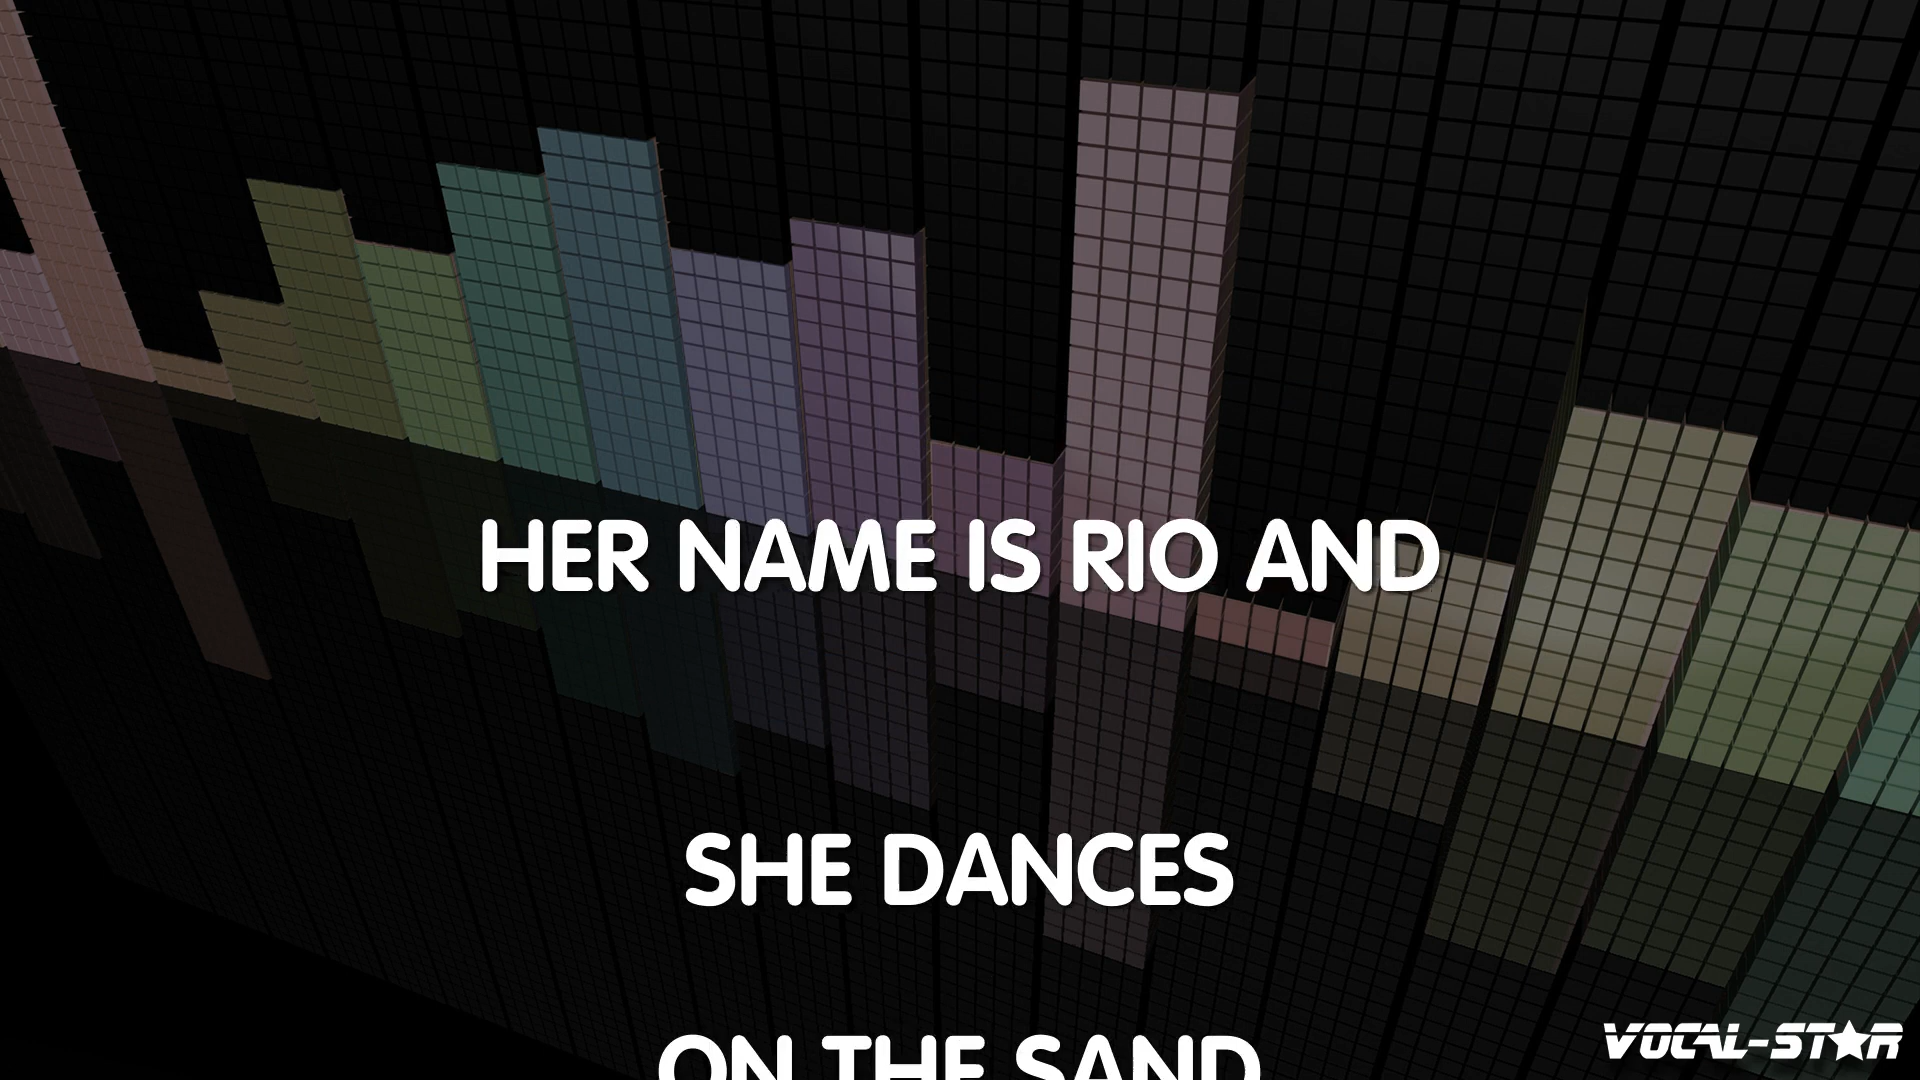 HER NAME IS RIO AND
SHE DANCES
ON THE SAND
VOCAL-STAR